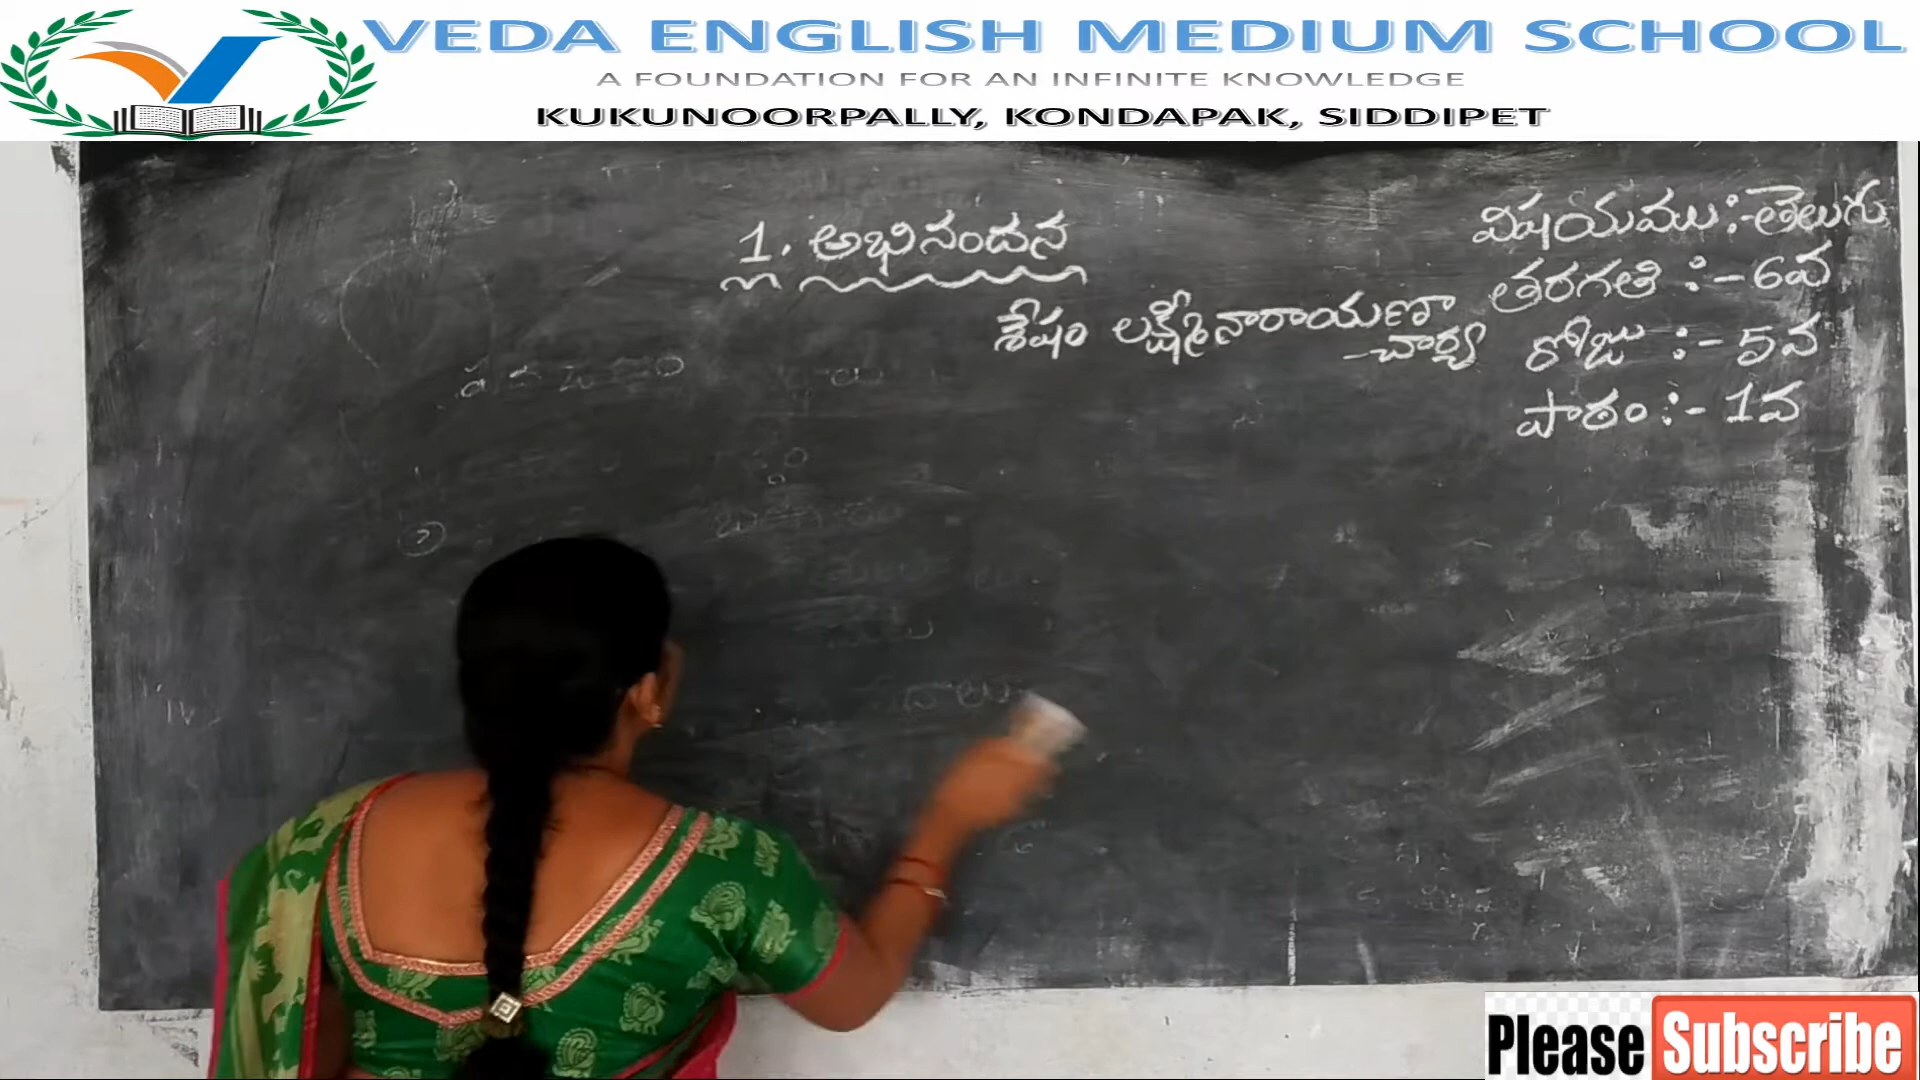 VEDA ENGLISH MEDIUM SCHOOL
A FOUNDATION FOR AN INFINITE KNOWLEDGE
KUKUNOORPALLY, KONDAPAK, SIDDIPET
1. అభినందన
శేషం లక్ష్మీనారాయణా
-చార్య
విషయము :- తెలుగు
తరగతి :- 6వ
రోజు :- 5వ
పాఠం :- 1వ
Please Subscribe